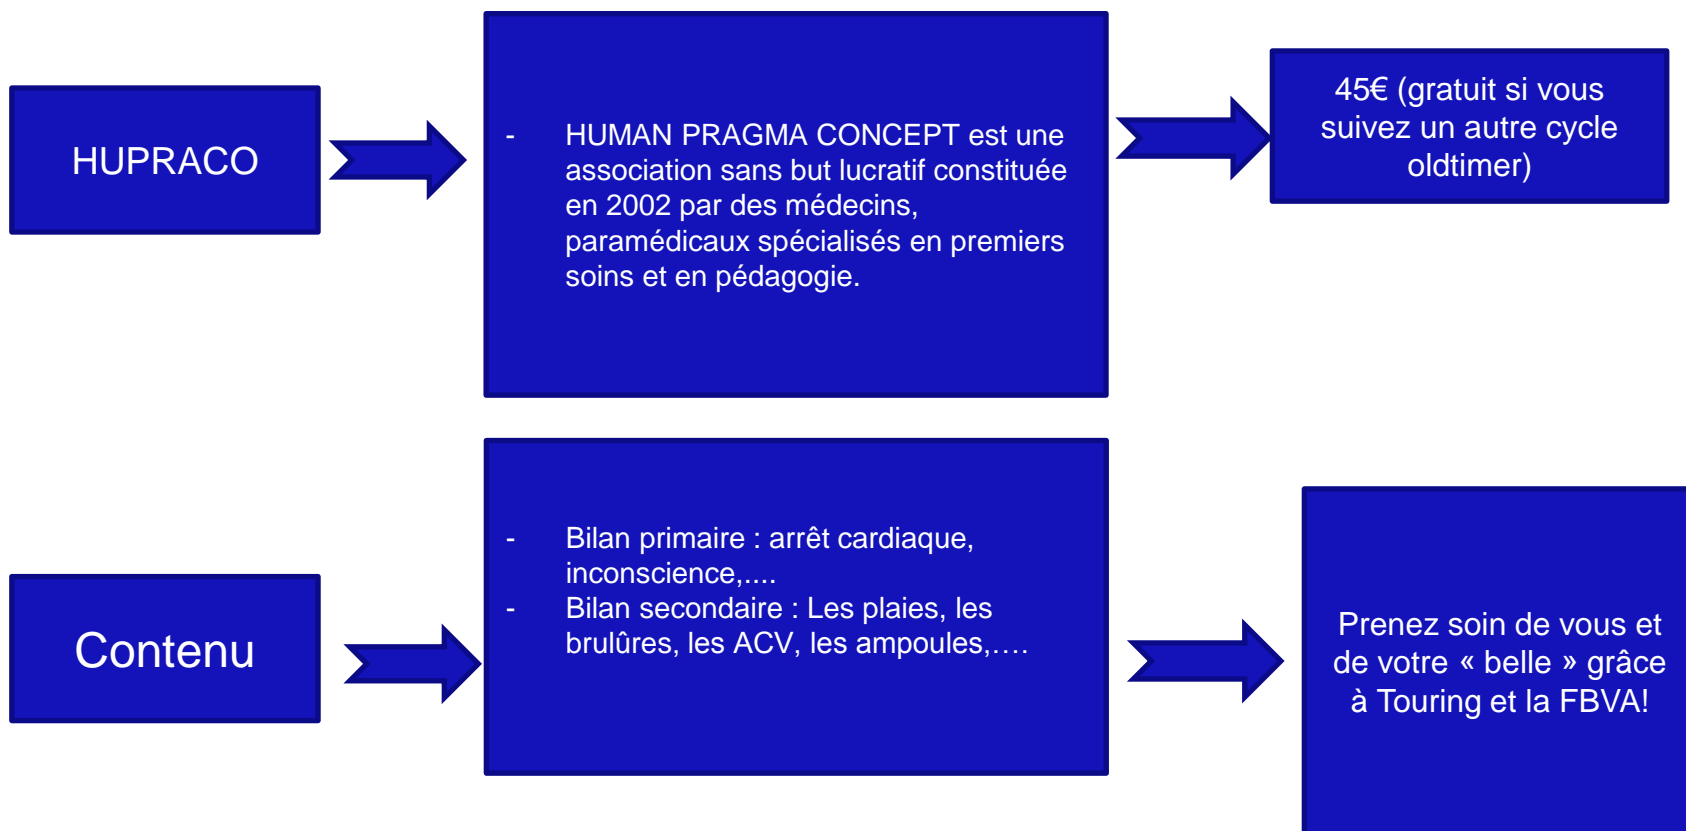 HUPRACO
- HUMAN PRAGMA CONCEPT est une
association sans but lucratif constituée
en 2002 par des médecins,
paramédicaux spécialisés en premiers
soins et en pédagogie.
45€ (gratuit si vous
suivez un autre cycle
oldtimer)
Contenu
- Bilan primaire : arrêt cardiaque,
inconscience,....
- Bilan secondaire : Les plaies, les
brulûres, les ACV, les ampoules,….
Prenez soin de vous et
de votre « belle » grâce
à Touring et la FBVA!